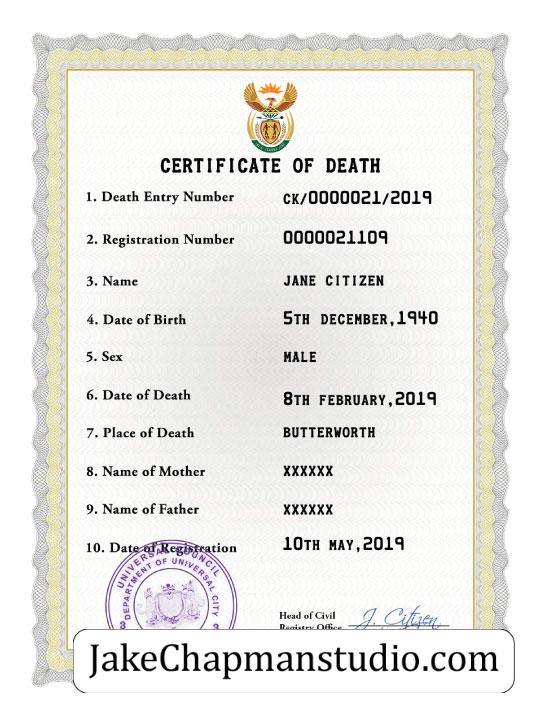 CERTIFICATE OF DEATH
1. Death Entry Number CK/0000021/2019
2. Registration Number 0000021109
3. Name JANE CITIZEN
4. Date of Birth 5TH DECEMBER,1940
5. Sex MALE
6. Date of Death 8TH FEBRUARY,2019
7. Place of Death BUTTERWORTH
8. Name of Mother XXXXXX
9. Name of Father XXXXXX
10. Date of Registration 10TH MAY,2019
UNIVERSAL COUNCIL
DEPARTMENT OF UNIVERSAL CITY
Head of Civil
Registry Office J. Citizen
JakeChapmanstudio.com